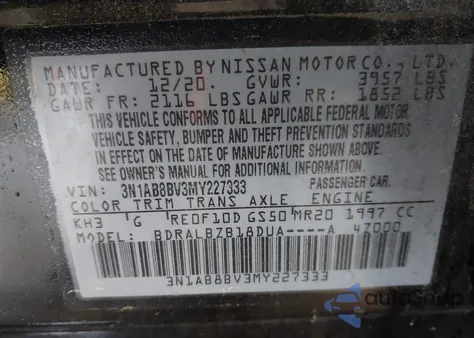 MANUFACTURED BY NISSAN MOTOR CO., LTD.
DATE: 12/20. GVWR: 3957 LBS
GAWR FR: 2116 LBS GAWR RR: 1852 LBS
THIS VEHICLE CONFORMS TO ALL APPLICABLE FEDERAL MOTOR
VEHICLE SAFETY, BUMPER AND THEFT PREVENTION STANDARDS
IN EFFECT ON THE DATE OF MANUFACTURE SHOWN ABOVE.
SEE OWNER'S MANUAL FOR ADDITIONAL INFORMATION.
VIN: 3N1AB8BV3MY227333 PASSENGER CAR.
COLOR TRIM TRANS AXLE ENGINE
KH3 G RE0F10D GS50 MR20 1997 CC
MODEL: BDRALBZB18DUA----A 47000
3N1AB8BV3MY227333
autoSnap